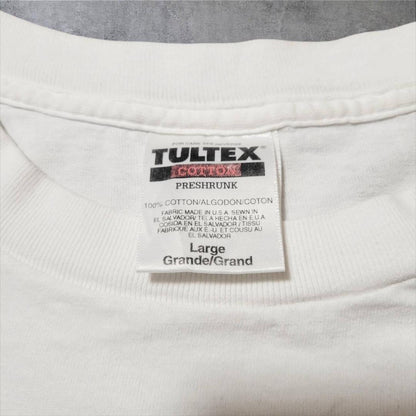 TULTEX
COTTON
PRESHRUNK
100% COTTON/ALGODON/COTON
FABRIC MADE IN U.S.A. SEWN IN
EL SALVADOR/TELA HECHA EN E.U.A
COSIDA EN EL SALVADOR / TISSU
FABRIQUE AUX E.-U. ET COUSU AU
EL SALVADOR
Large
Grande/Grand